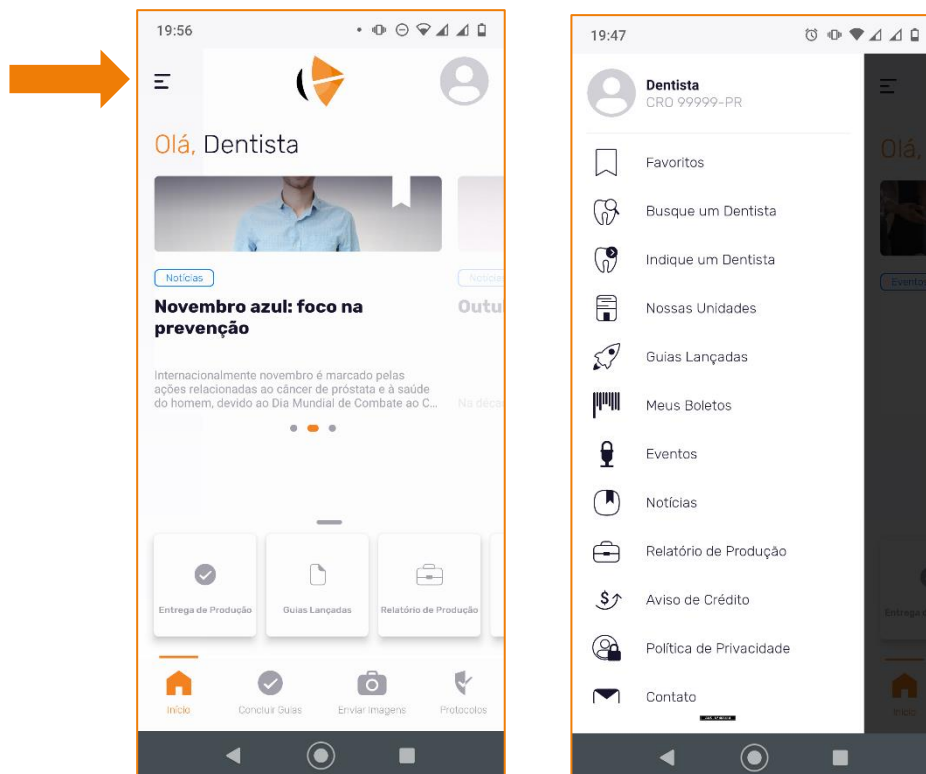 19:56
Olá, Dentista
Notícias
Novembro azul: foco na
prevenção
Outu
Internacionalmente novembro é marcado pelas
ações relacionadas ao câncer de próstata e à saúde
do homem, devido ao Dia Mundial de Combate ao C...
Na déco
Entrega de Produção
Guias Lançadas
Relatório de Produção
Início
Concluir Guias
Enviar Imagens
Protocolos
19:47
Dentista
CRO 99999-PR
Favoritos
Busque um Dentista
Indique um Dentista
Nossas Unidades
Guias Lançadas
Meus Boletos
Eventos
Notícias
Relatório de Produção
Aviso de Crédito
Política de Privacidade
Contato
Olá,
Eventos
Entrega d
Início